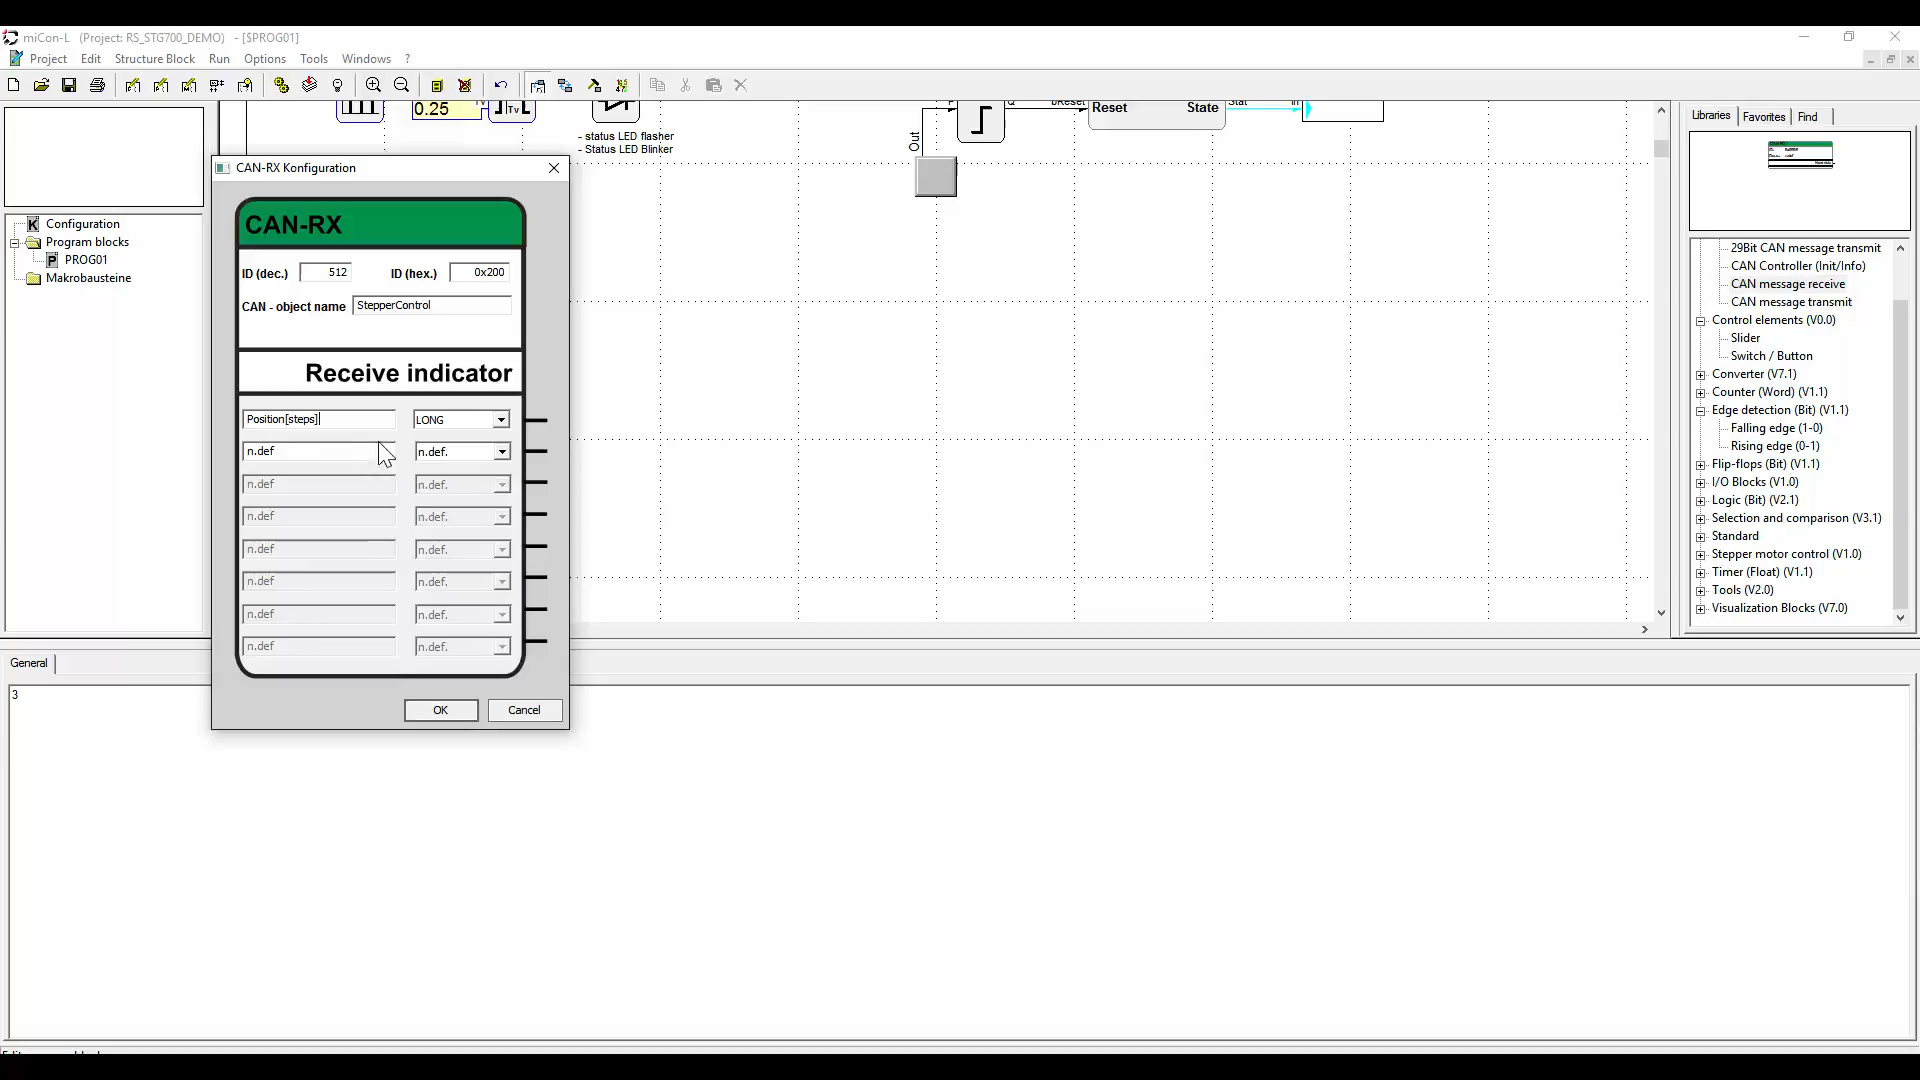 miCon-L (Project: RS_STG700_DEMO) - [$PROG01]
Project Edit Structure Block Run Options Tools Windows ?
0.25
Tv
Q
bReset
Reset
State
Stat
In
Out
- status LED flasher
- Status LED Blinker
Configuration
Program blocks
PROG01
Makrobausteine
CAN-RX Konfiguration
CAN-RX
ID (dec.) 512 ID (hex.) 0x200
CAN - object name StepperControl
Receive indicator
Position[steps] LONG
n.def n.def.
n.def n.def.
n.def n.def.
n.def n.def.
n.def n.def.
n.def n.def.
n.def n.def.
OK Cancel
Libraries Favorites Find
CAN-RX
29Bit CAN message transmit
CAN Controller (Init/Info)
CAN message receive
CAN message transmit
Control elements (V0.0)
Slider
Switch / Button
Converter (V7.1)
Counter (Word) (V1.1)
Edge detection (Bit) (V1.1)
Falling edge (1-0)
Rising edge (0-1)
Flip-flops (Bit) (V1.1)
I/O Blocks (V1.0)
Logic (Bit) (V2.1)
Selection and comparison (V3.1)
Standard
Stepper motor control (V1.0)
Timer (Float) (V1.1)
Tools (V2.0)
Visualization Blocks (V7.0)
General
3